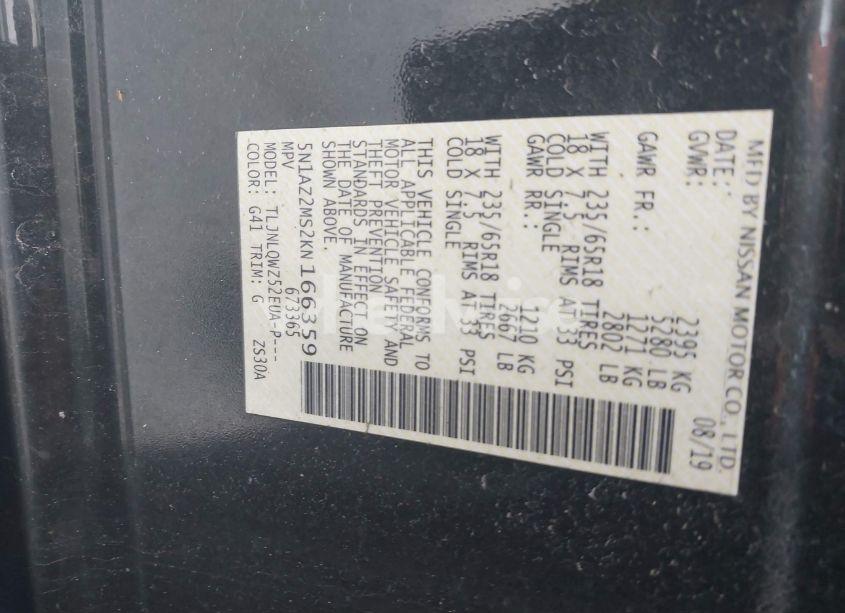 MFD BY NISSAN MOTOR CO., LTD.
DATE: 08/19
GVWR: 2395 KG
5280 LB
GAWR FR.: 1271 KG
2802 LB
WITH 235/65R18 TIRES
18 X 7.5 RIMS AT 33 PSI
COLD SINGLE
GAWR RR.: 1210 KG
2667 LB
WITH 235/65R18 TIRES
18 X 7.5 RIMS AT 33 PSI
COLD SINGLE
THIS VEHICLE CONFORMS TO
ALL APPLICABLE FEDERAL
MOTOR VEHICLE SAFETY AND
THEFT PREVENTION
STANDARDS IN EFFECT ON
THE DATE OF MANUFACTURE
SHOWN ABOVE.
5N1AZ2MS2KN166359
MPV 673365
MODEL: TLJNLQWZ52EUA-P---
COLOR: G41 TRIM: G ZS30A